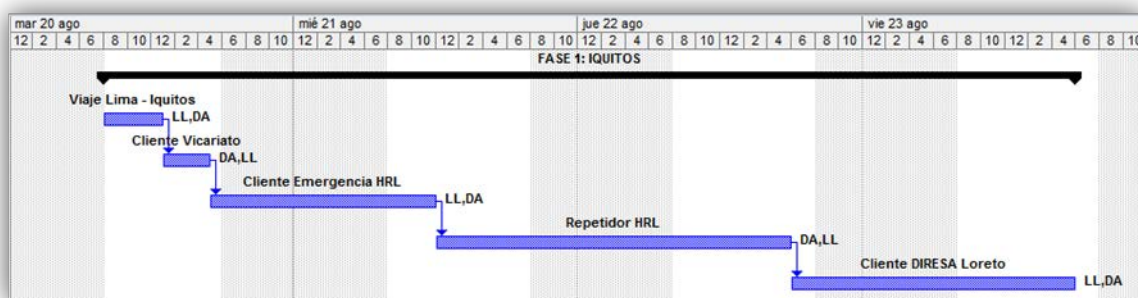 mar 20 ago mié 21 ago jue 22 ago vie 23 ago
12 2 4 6 8 10 12 2 4 6 8 10 12 2 4 6 8 10 12 2 4 6 8 10 12 2 4 6 8 10 12 2 4 6 8 10 12 2 4 6 8 10 12 2 4 6 8 10
FASE 1: IQUITOS
Viaje Lima - Iquitos
LL,DA
Cliente Vicariato
DA,LL
Cliente Emergencia HRL
LL,DA
Repetidor HRL
DA,LL
Cliente DIRESA Loreto
LL,DA